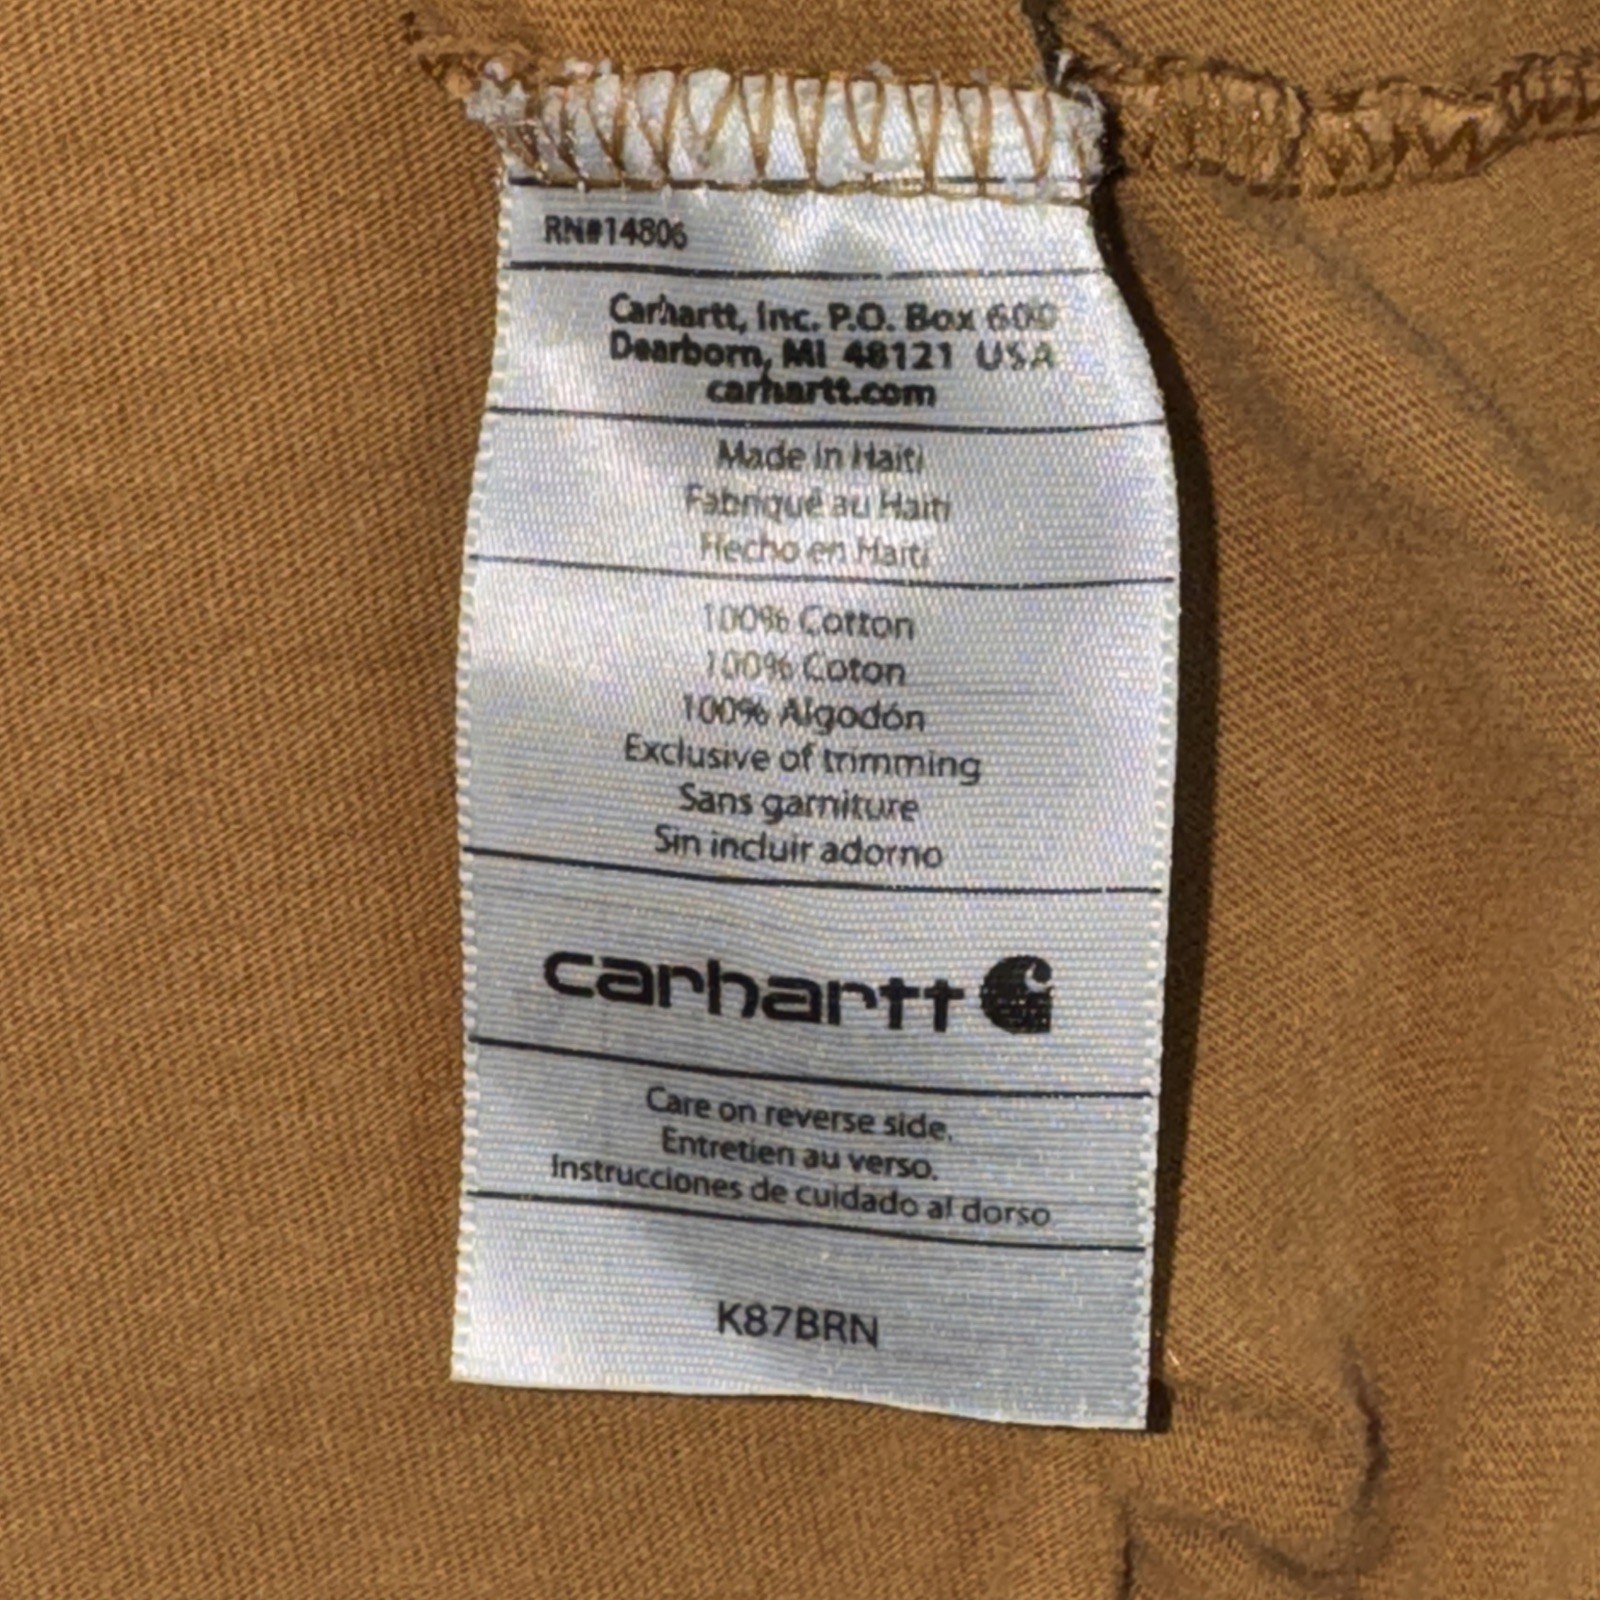 RN#14806
Carhartt, Inc. P.O. Box 600
Dearborn, MI 48121 USA
carhartt.com
Made in Haiti
Fabriqué au Haiti
Hecho en Haiti
100% Cotton
100% Coton
100% Algodón
Exclusive of trimming
Sans garniture
Sin incluir adorno
carhartt
Care on reverse side.
Entretien au verso.
Instrucciones de cuidado al dorso
K87BRN